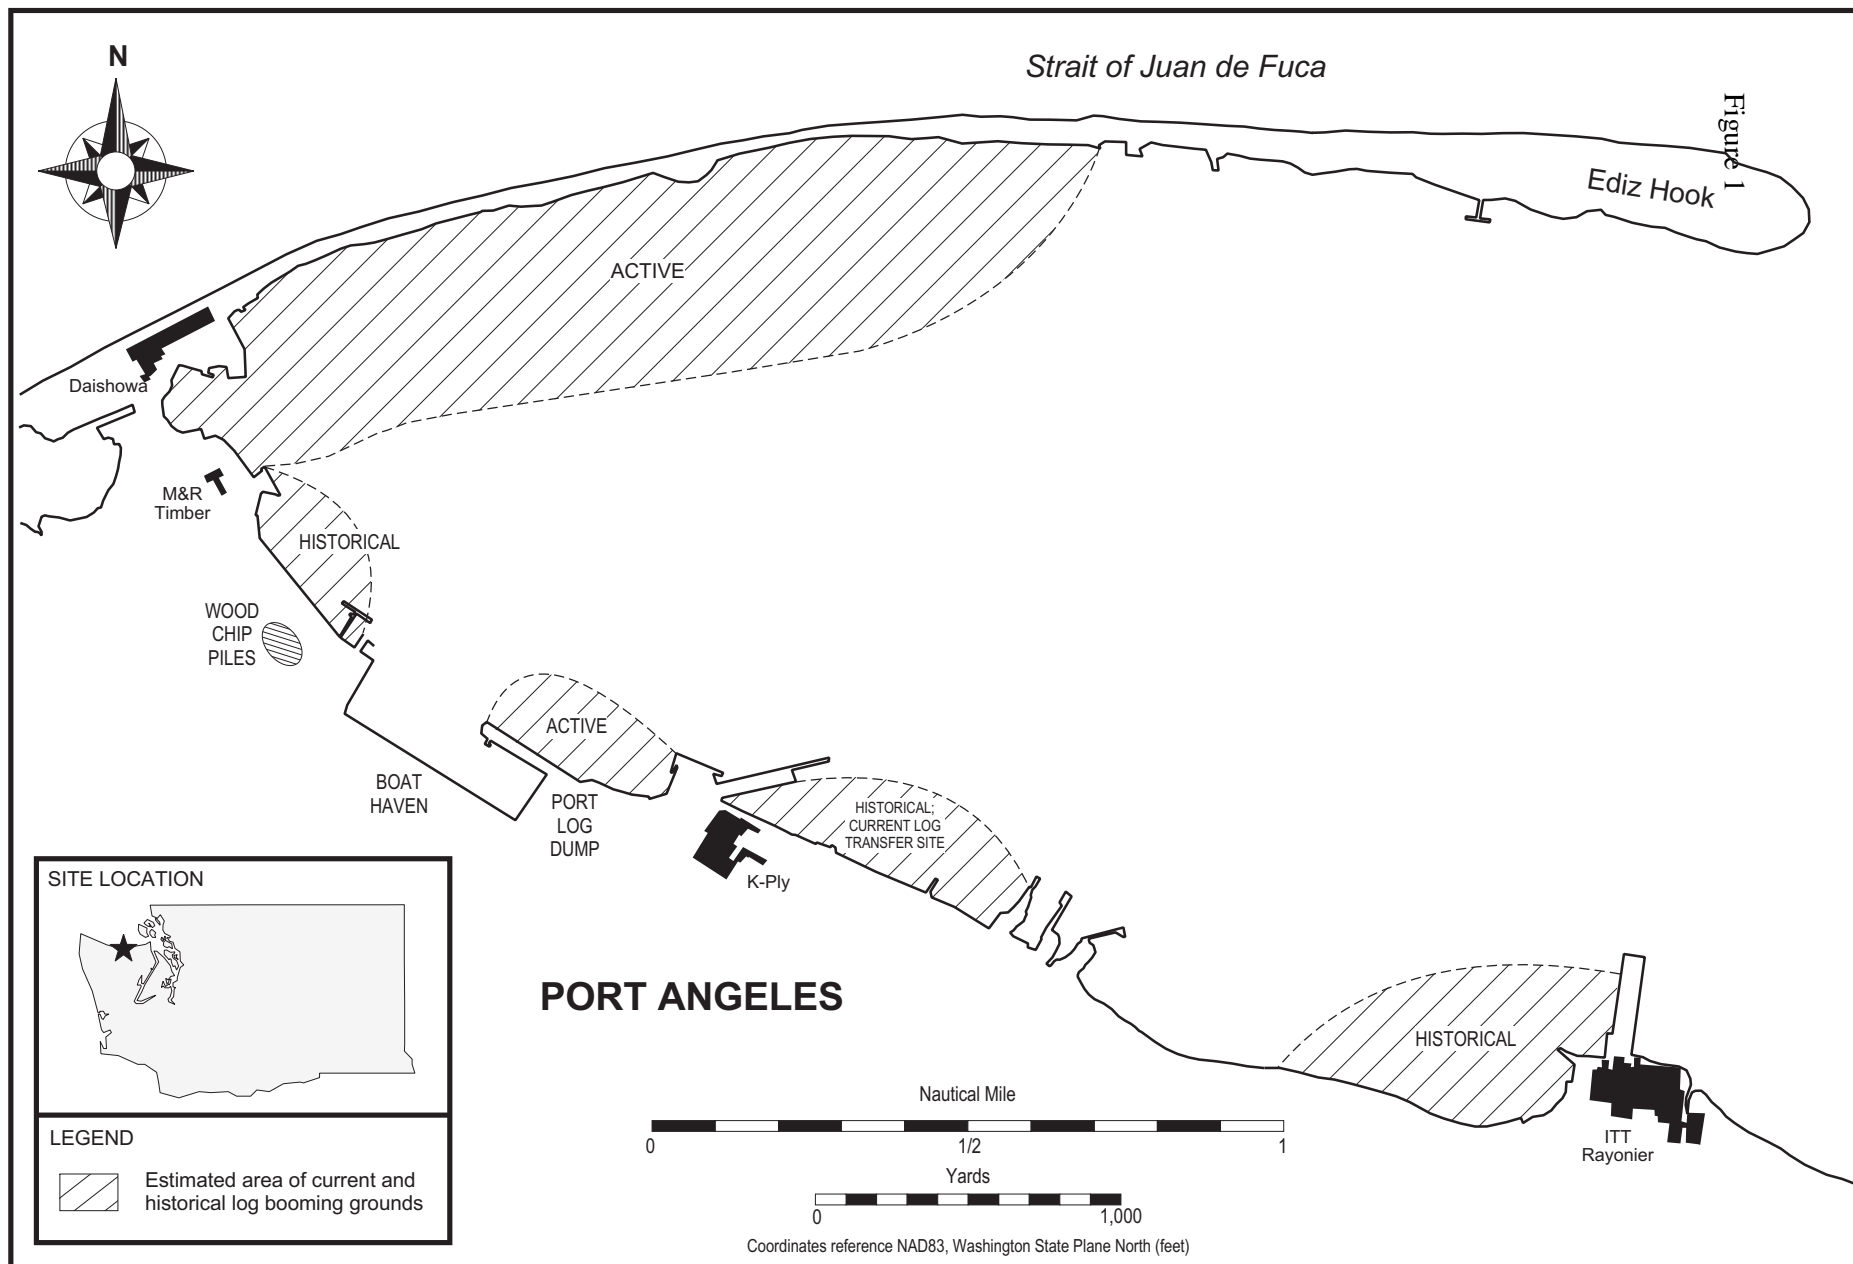 N
Strait of Juan de Fuca
Figure 1
Ediz Hook
ACTIVE
Daishowa
M&R
Timber
HISTORICAL
WOOD
CHIP
PILES
ACTIVE
BOAT
HAVEN
PORT
LOG
DUMP
HISTORICAL;
CURRENT LOG
TRANSFER SITE
K-Ply
PORT ANGELES
HISTORICAL
ITT
Rayonier
SITE LOCATION
LEGEND
Estimated area of current and
historical log booming grounds
Nautical Mile
0 1/2 1
Yards
0 1,000
Coordinates reference NAD83, Washington State Plane North (feet)